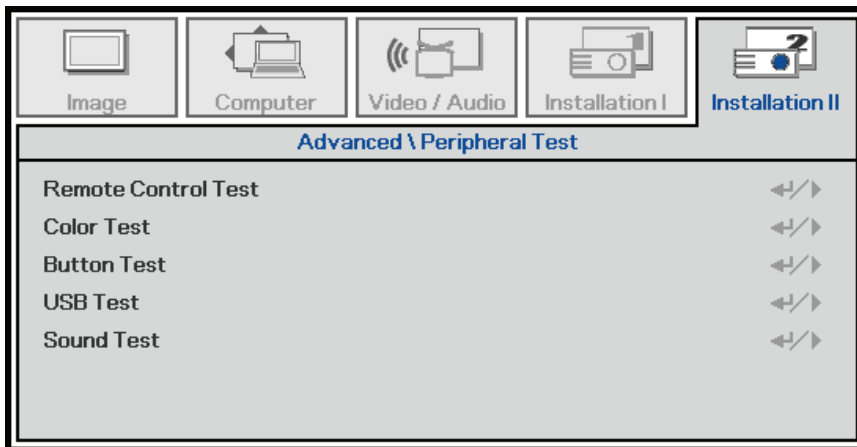 Image Computer Video / Audio Installation I Installation II
Advanced \ Peripheral Test
Remote Control Test
Color Test
Button Test
USB Test
Sound Test